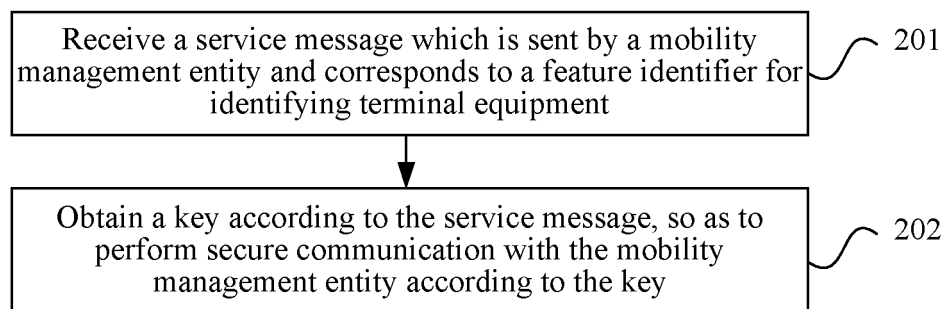 Receive a service message which is sent by a mobility
management entity and corresponds to a feature identifier for
identifying terminal equipment
201
Obtain a key according to the service message, so as to
perform secure communication with the mobility
management entity according to the key
202